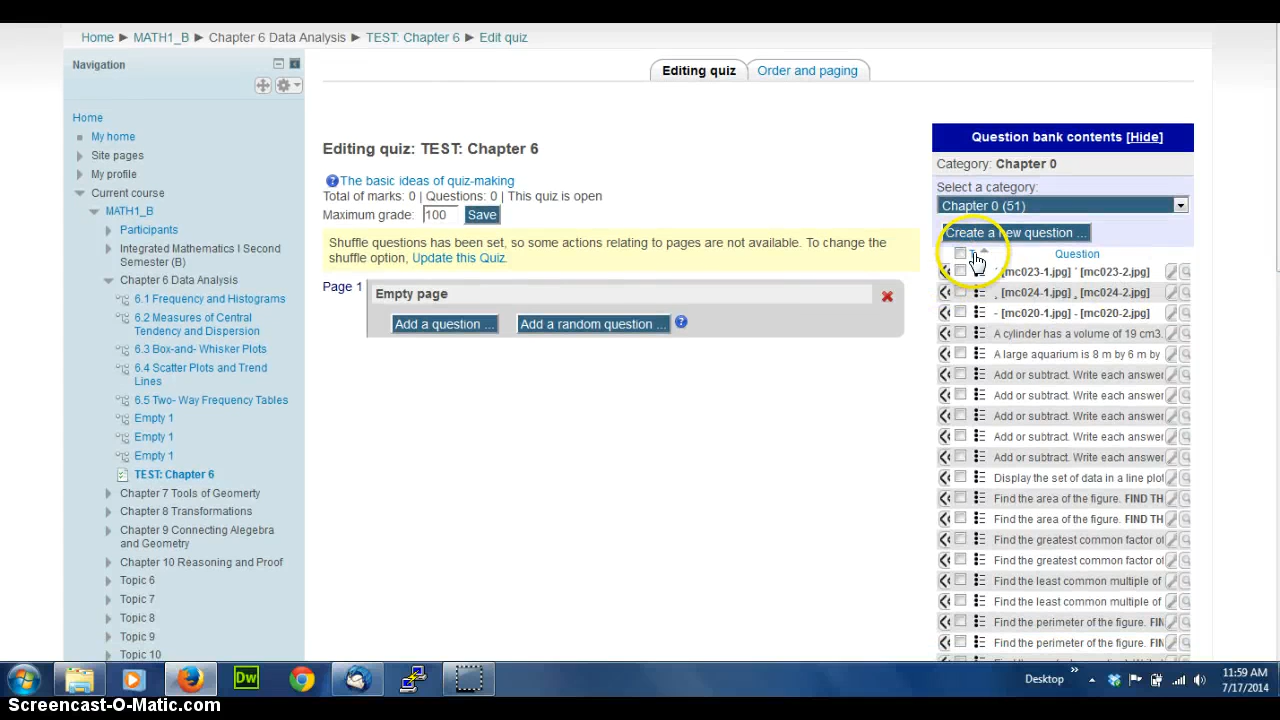 Home ► MATH1_B ► Chapter 6 Data Analysis ► TEST: Chapter 6 ► Edit quiz
Navigation
Home
My home
Site pages
My profile
Current course
MATH1_B
Participants
Integrated Mathematics I Second
Semester (B)
Chapter 6 Data Analysis
6.1 Frequency and Histograms
6.2 Measures of Central
Tendency and Dispersion
6.3 Box-and- Whisker Plots
6.4 Scatter Plots and Trend
Lines
6.5 Two- Way Frequency Tables
Empty 1
Empty 1
Empty 1
TEST: Chapter 6
Chapter 7 Tools of Geomerty
Chapter 8 Transformations
Chapter 9 Connecting Alegebra
and Geometry
Chapter 10 Reasoning and Proof
Topic 6
Topic 7
Topic 8
Topic 9
Topic 10
Editing quiz
Order and paging
Editing quiz: TEST: Chapter 6
The basic ideas of quiz-making
Total of marks: 0 | Questions: 0 | This quiz is open
Maximum grade: 100 Save
Shuffle questions has been set, so some actions relating to pages are not available. To change the
shuffle option, Update this Quiz.
Page 1
Empty page
Add a question ...
Add a random question ...
Question bank contents [Hide]
Category: Chapter 0
Select a category:
Chapter 0 (51)
Create a new question ...
Question
[mc023-1.jpg] ˙ [mc023-2.jpg]
¸ [mc024-1.jpg] ¸ [mc024-2.jpg]
- [mc020-1.jpg] - [mc020-2.jpg]
A cylinder has a volume of 19 cm3.
A large aquarium is 8 m by 6 m by
Add or subtract. Write each answer
Add or subtract. Write each answer
Add or subtract. Write each answer
Add or subtract. Write each answer
Add or subtract. Write each answer
Display the set of data in a line plot
Find the area of the figure. FIND TH
Find the area of the figure. FIND TH
Find the greatest common factor of
Find the greatest common factor of
Find the least common multiple of
Find the least common multiple of
Find the perimeter of the figure. FIN
Find the perimeter of the figure. FIN
Dw
Desktop
»
11:59 AM
7/17/2014
Screencast-O-Matic.com